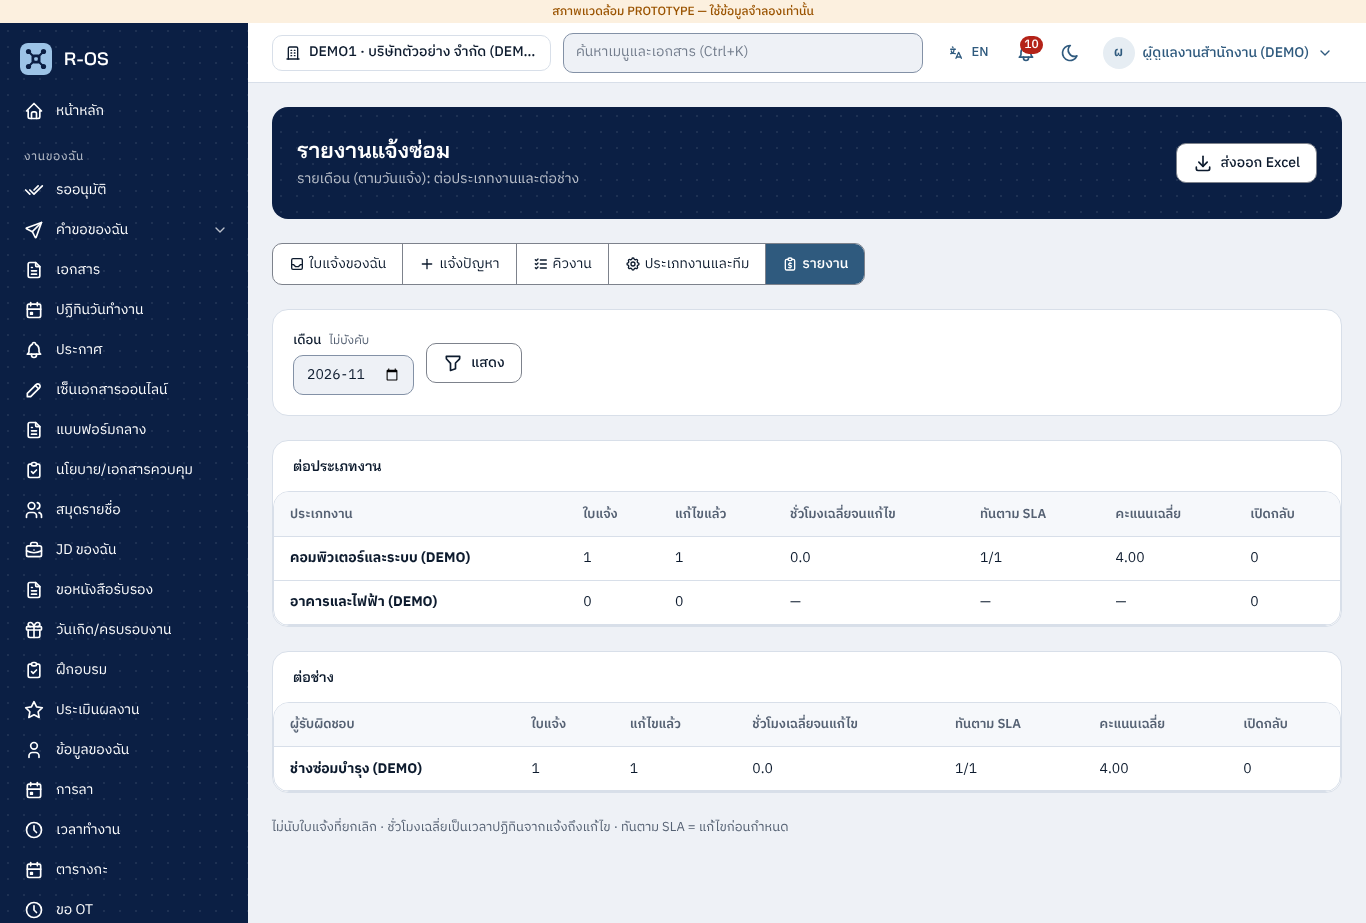 สภาพแวดล้อม PROTOTYPE — ใช้ข้อมูลจำลองเท่านั้น
R-OS
DEMO1 · บริษัทตัวอย่าง จำกัด (DEM...
ค้นหาเมนูและเอกสาร (Ctrl+K)
EN
10
ผ
ผู้ดูแลงานสำนักงาน (DEMO)
หน้าหลัก
งานของฉัน
รออนุมัติ
คำขอของฉัน
เอกสาร
ปฏิทินวันทำงาน
ประกาศ
เซ็นเอกสารออนไลน์
แบบฟอร์มกลาง
นโยบาย/เอกสารควบคุม
สมุดรายชื่อ
JD ของฉัน
ขอหนังสือรับรอง
วันเกิด/ครบรอบงาน
ฝึกอบรม
ประเมินผลงาน
ข้อมูลของฉัน
การลา
เวลาทำงาน
ตารางกะ
ขอ OT
รายงานแจ้งซ่อม
รายเดือน (ตามวันแจ้ง): ต่อประเภทงานและต่อช่าง
ส่งออก Excel
ใบแจ้งของฉัน แจ้งปัญหา คิวงาน ประเภทงานและทีม รายงาน
เดือน ไม่บังคับ
2026-11
แสดง
ต่อประเภทงาน
ประเภทงาน ใบแจ้ง แก้ไขแล้ว ชั่วโมงเฉลี่ยจนแก้ไข ทันตาม SLA คะแนนเฉลี่ย เปิดกลับ
คอมพิวเตอร์และระบบ (DEMO) 1 1 0.0 1/1 4.00 0
อาคารและไฟฟ้า (DEMO) 0 0 — — — 0
ต่อช่าง
ผู้รับผิดชอบ ใบแจ้ง แก้ไขแล้ว ชั่วโมงเฉลี่ยจนแก้ไข ทันตาม SLA คะแนนเฉลี่ย เปิดกลับ
ช่างซ่อมบำรุง (DEMO) 1 1 0.0 1/1 4.00 0
ไม่นับใบแจ้งที่ยกเลิก · ชั่วโมงเฉลี่ยเป็นเวลาปฏิทินจากแจ้งถึงแก้ไข · ทันตาม SLA = แก้ไขก่อนกำหนด